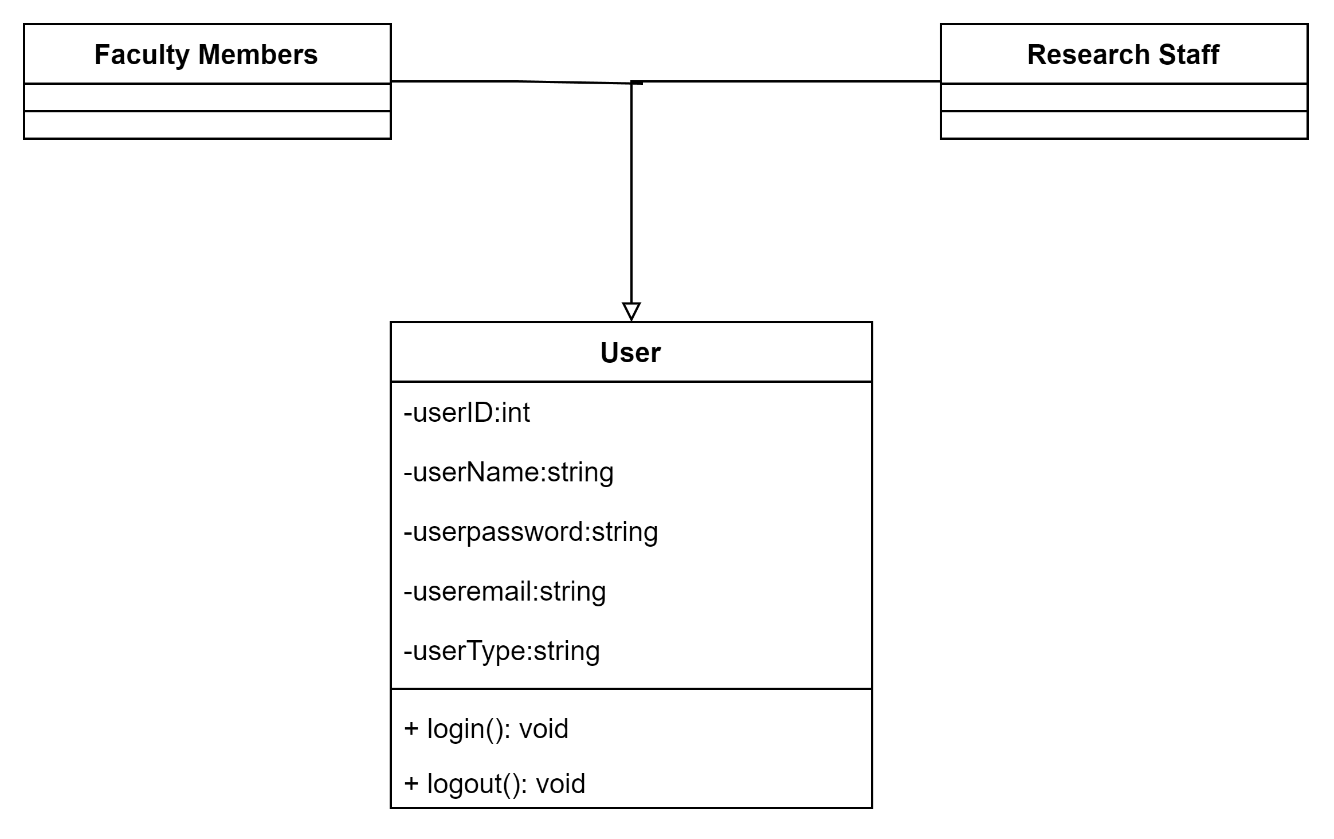 Faculty Members
Research Staff
User
-userID:int
-userName:string
-userpassword:string
-useremail:string
-userType:string
+ login(): void
+ logout(): void